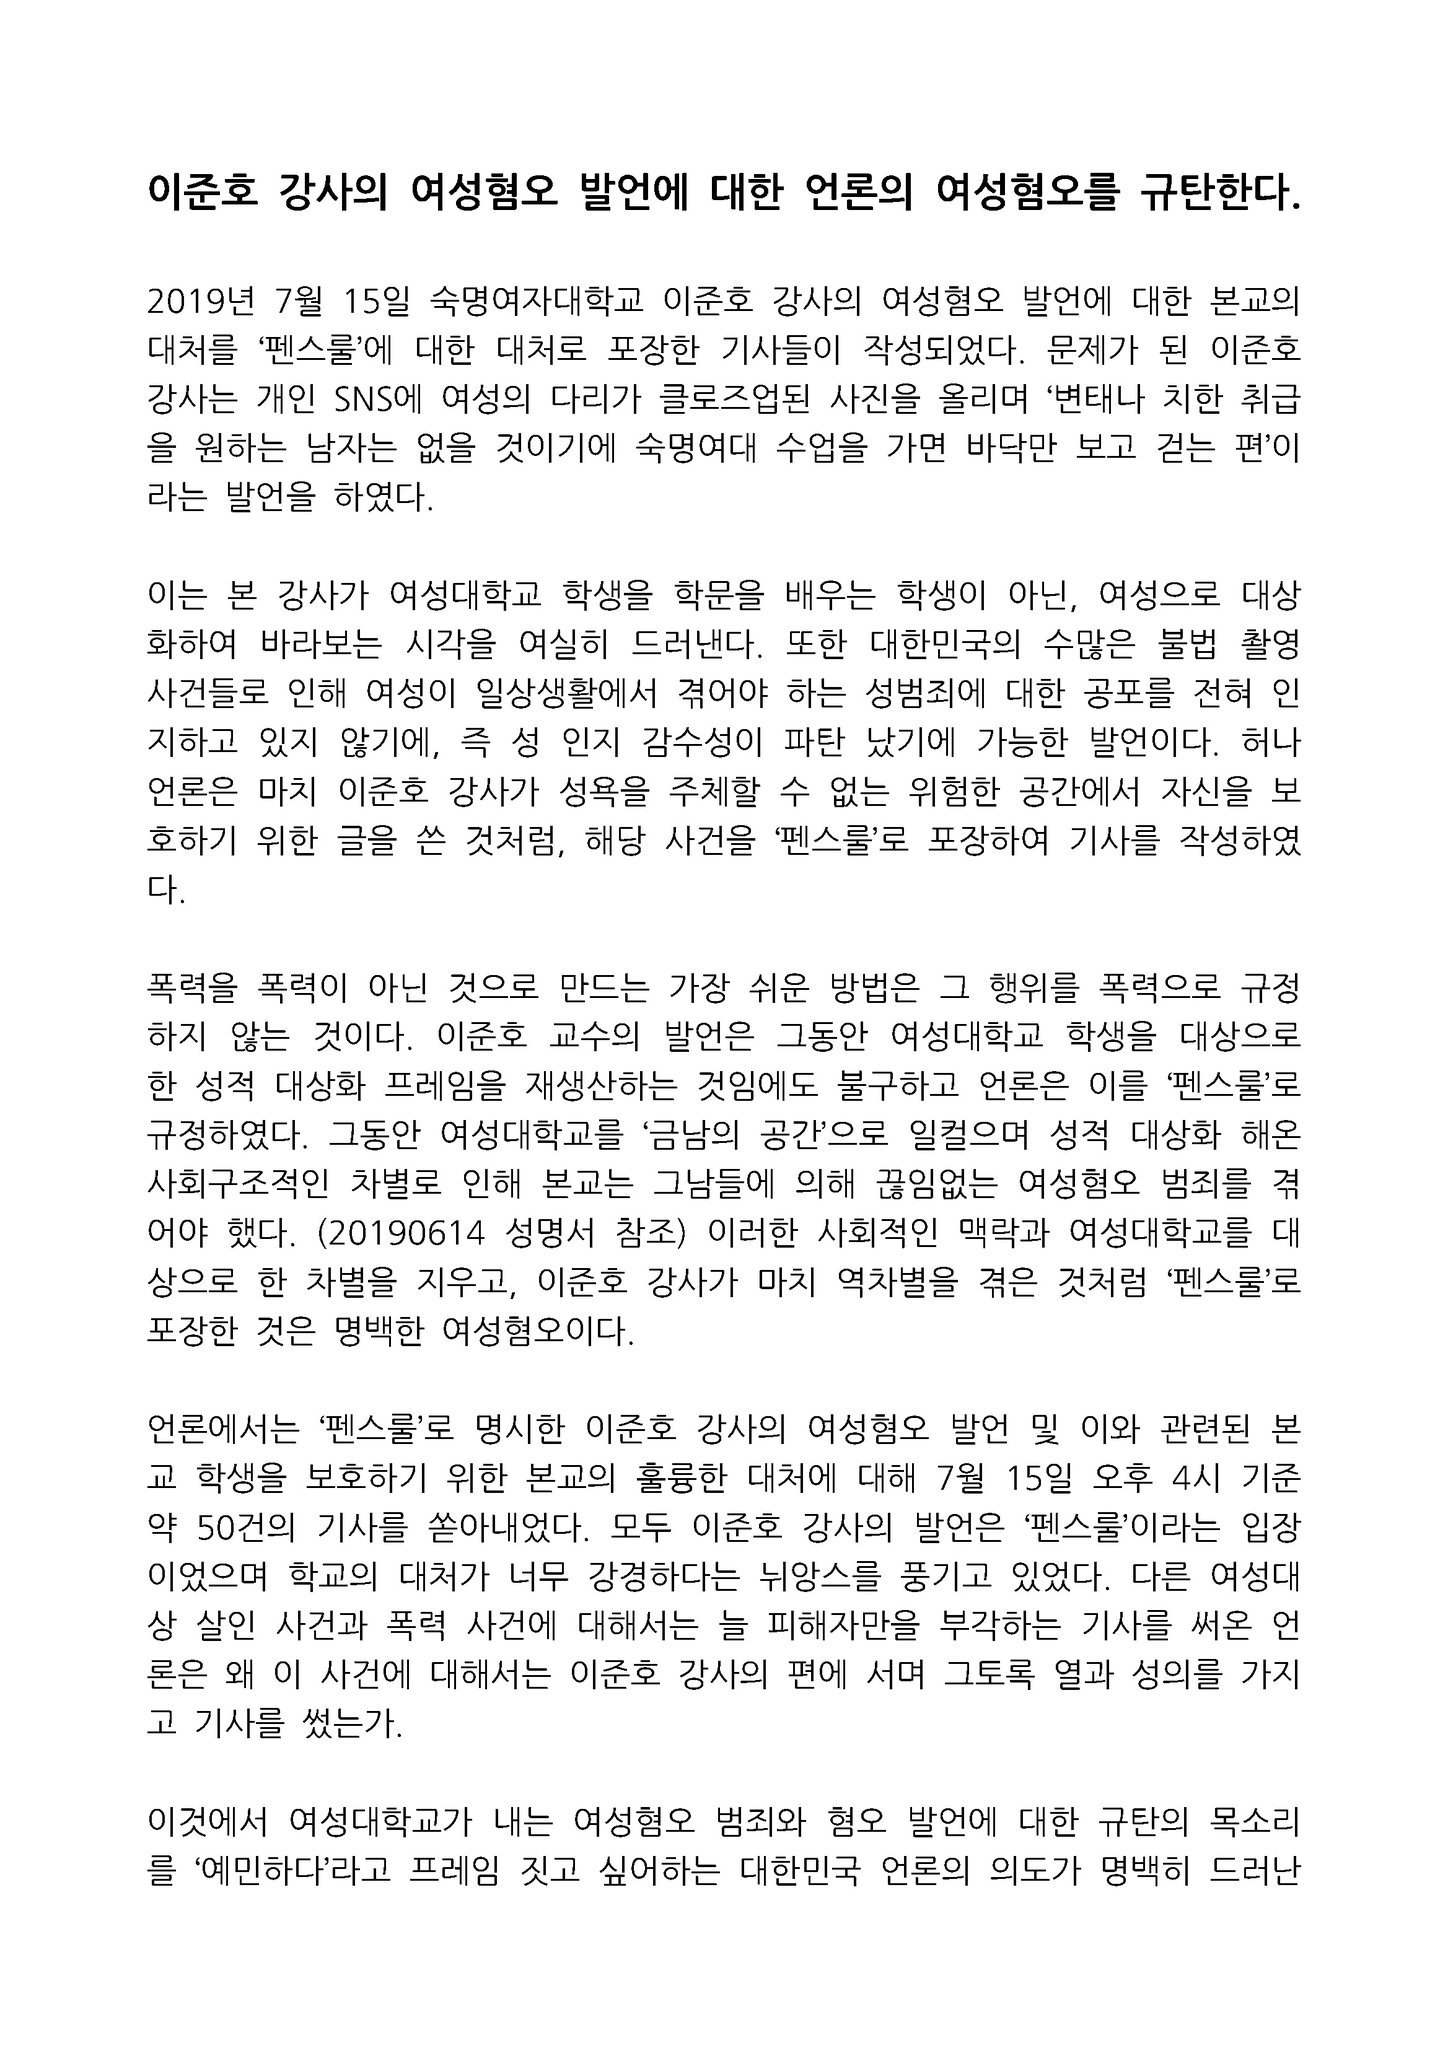 이준호 강사의 여성혐오 발언에 대한 언론의 여성혐오를 규탄한다.
2019년 7월 15일 숙명여자대학교 이준호 강사의 여성혐오 발언에 대한 본교의
대처를 ‘펜스룰’에 대한 대처로 포장한 기사들이 작성되었다. 문제가 된 이준호
강사는 개인 SNS에 여성의 다리가 클로즈업된 사진을 올리며 ‘변태나 치한 취급
을 원하는 남자는 없을 것이기에 숙명여대 수업을 가면 바닥만 보고 걷는 편’이
라는 발언을 하였다.
이는 본 강사가 여성대학교 학생을 학문을 배우는 학생이 아닌, 여성으로 대상
화하여 바라보는 시각을 여실히 드러낸다. 또한 대한민국의 수많은 불법 촬영
사건들로 인해 여성이 일상생활에서 겪어야 하는 성범죄에 대한 공포를 전혀 인
지하고 있지 않기에, 즉 성 인지 감수성이 파탄 났기에 가능한 발언이다. 허나
언론은 마치 이준호 강사가 성욕을 주체할 수 없는 위험한 공간에서 자신을 보
호하기 위한 글을 쓴 것처럼, 해당 사건을 ‘펜스룰’로 포장하여 기사를 작성하였
다.
폭력을 폭력이 아닌 것으로 만드는 가장 쉬운 방법은 그 행위를 폭력으로 규정
하지 않는 것이다. 이준호 교수의 발언은 그동안 여성대학교 학생을 대상으로
한 성적 대상화 프레임을 재생산하는 것임에도 불구하고 언론은 이를 ‘펜스룰’로
규정하였다. 그동안 여성대학교를 ‘금남의 공간’으로 일컬으며 성적 대상화 해온
사회구조적인 차별로 인해 본교는 그남들에 의해 끊임없는 여성혐오 범죄를 겪
어야 했다. (20190614 성명서 참조) 이러한 사회적인 맥락과 여성대학교를 대
상으로 한 차별을 지우고, 이준호 강사가 마치 역차별을 겪은 것처럼 ‘펜스룰’로
포장한 것은 명백한 여성혐오이다.
언론에서는 ‘펜스룰’로 명시한 이준호 강사의 여성혐오 발언 및 이와 관련된 본
교 학생을 보호하기 위한 본교의 훌륭한 대처에 대해 7월 15일 오후 4시 기준
약 50건의 기사를 쏟아내었다. 모두 이준호 강사의 발언은 ‘펜스룰’이라는 입장
이었으며 학교의 대처가 너무 강경하다는 뉘앙스를 풍기고 있었다. 다른 여성대
상 살인 사건과 폭력 사건에 대해서는 늘 피해자만을 부각하는 기사를 써온 언
론은 왜 이 사건에 대해서는 이준호 강사의 편에 서며 그토록 열과 성의를 가지
고 기사를 썼는가.
이것에서 여성대학교가 내는 여성혐오 범죄와 혐오 발언에 대한 규탄의 목소리
를 ‘예민하다’라고 프레임 짓고 싶어하는 대한민국 언론의 의도가 명백히 드러난